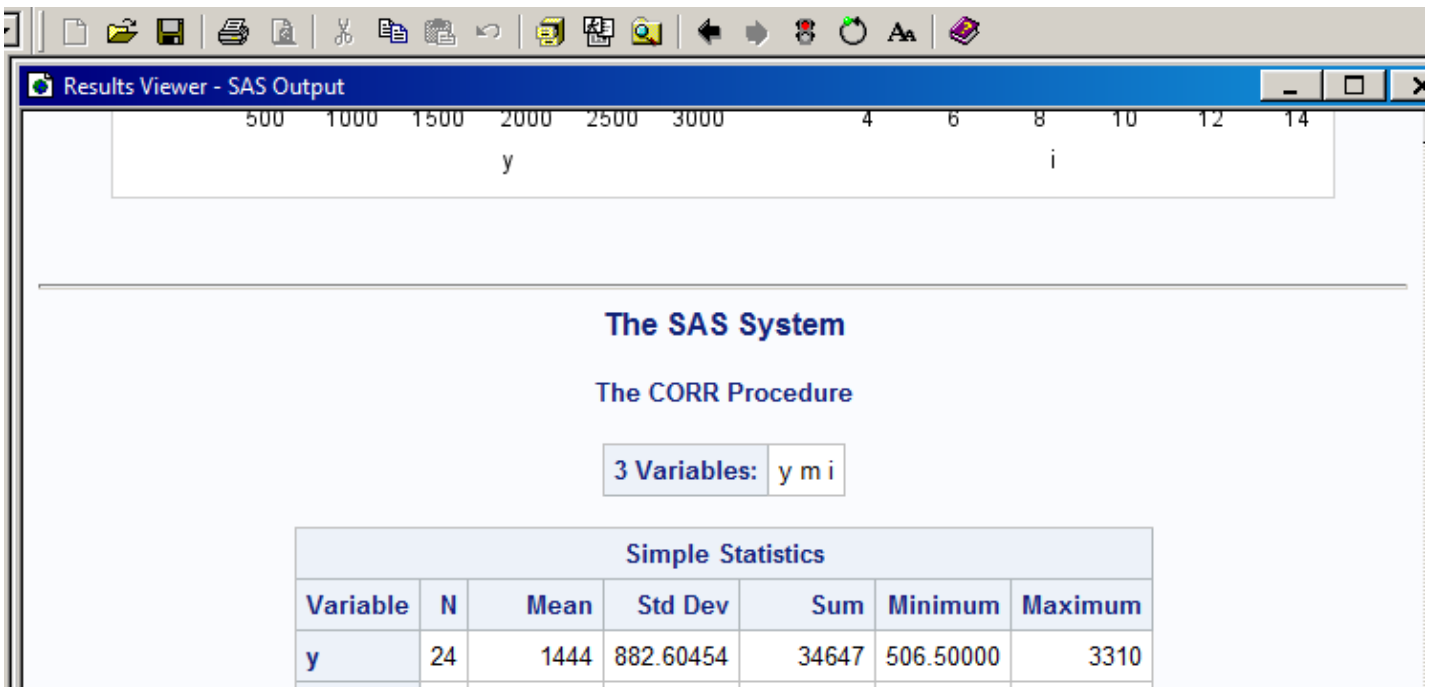 Results Viewer - SAS Output
500 1000 1500 2000 2500 3000 4 6 8 10 12 14
y i
The SAS System
The CORR Procedure
3 Variables: y m i
Simple Statistics
Variable N Mean Std Dev Sum Minimum Maximum
y 24 1444 882.60454 34647 506.50000 3310